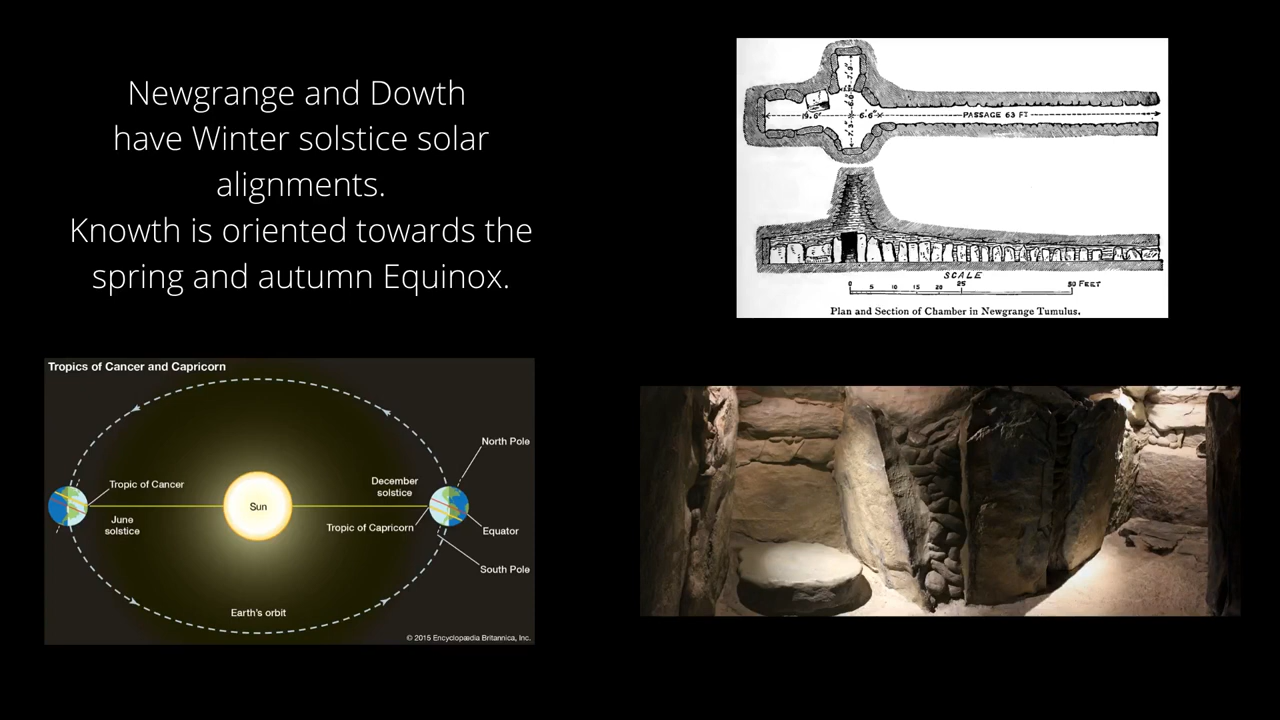 Newgrange and Dowth
have Winter solstice solar
alignments.
Knowth is oriented towards the
spring and autumn Equinox.
19.6'
6.6"
PASSAGE 63 FT
SCALE
0 5 10 15 20 25 50 FEET
Plan and Section of Chamber in Newgrange Tumulus.
Tropics of Cancer and Capricorn
North Pole
Tropic of Cancer
December
solstice
Sun
June
solstice
Tropic of Capricorn
Equator
South Pole
Earth's orbit
© 2015 Encyclopædia Britannica, Inc.